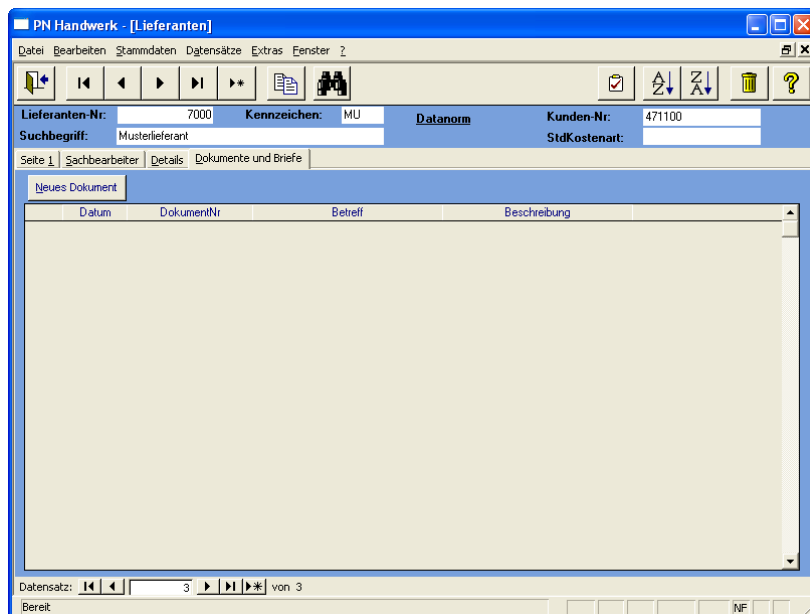 PN Handwerk - [Lieferanten]
Datei Bearbeiten Stammdaten Datensätze Extras Fenster ?
Lieferanten-Nr: 7000 Kennzeichen: MU Datanorm Kunden-Nr: 471100
Suchbegriff: Musterlieferant StdKostenart:
Seite 1 Sachbearbeiter Details Dokumente und Briefe
Neues Dokument
Datum DokumentNr Betreff Beschreibung
Datensatz: 3 von 3
Bereit NF